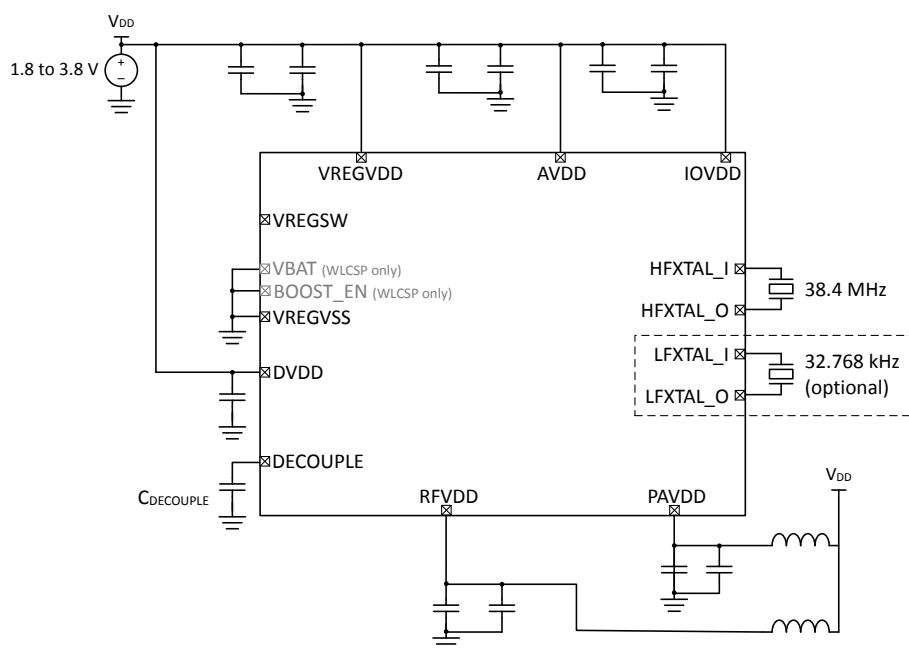 VDD
1.8 to 3.8 V
+
–
VREGVDD
AVDD
IOVDD
VREGSW
VBAT (WLCSP only)
BOOST_EN (WLCSP only)
VREGVSS
DVDD
DECOUPLE
CDECOUPLE
HFXTAL_I
HFXTAL_O
38.4 MHz
LFXTAL_I
LFXTAL_O
32.768 kHz
(optional)
RFVDD
PAVDD
VDD